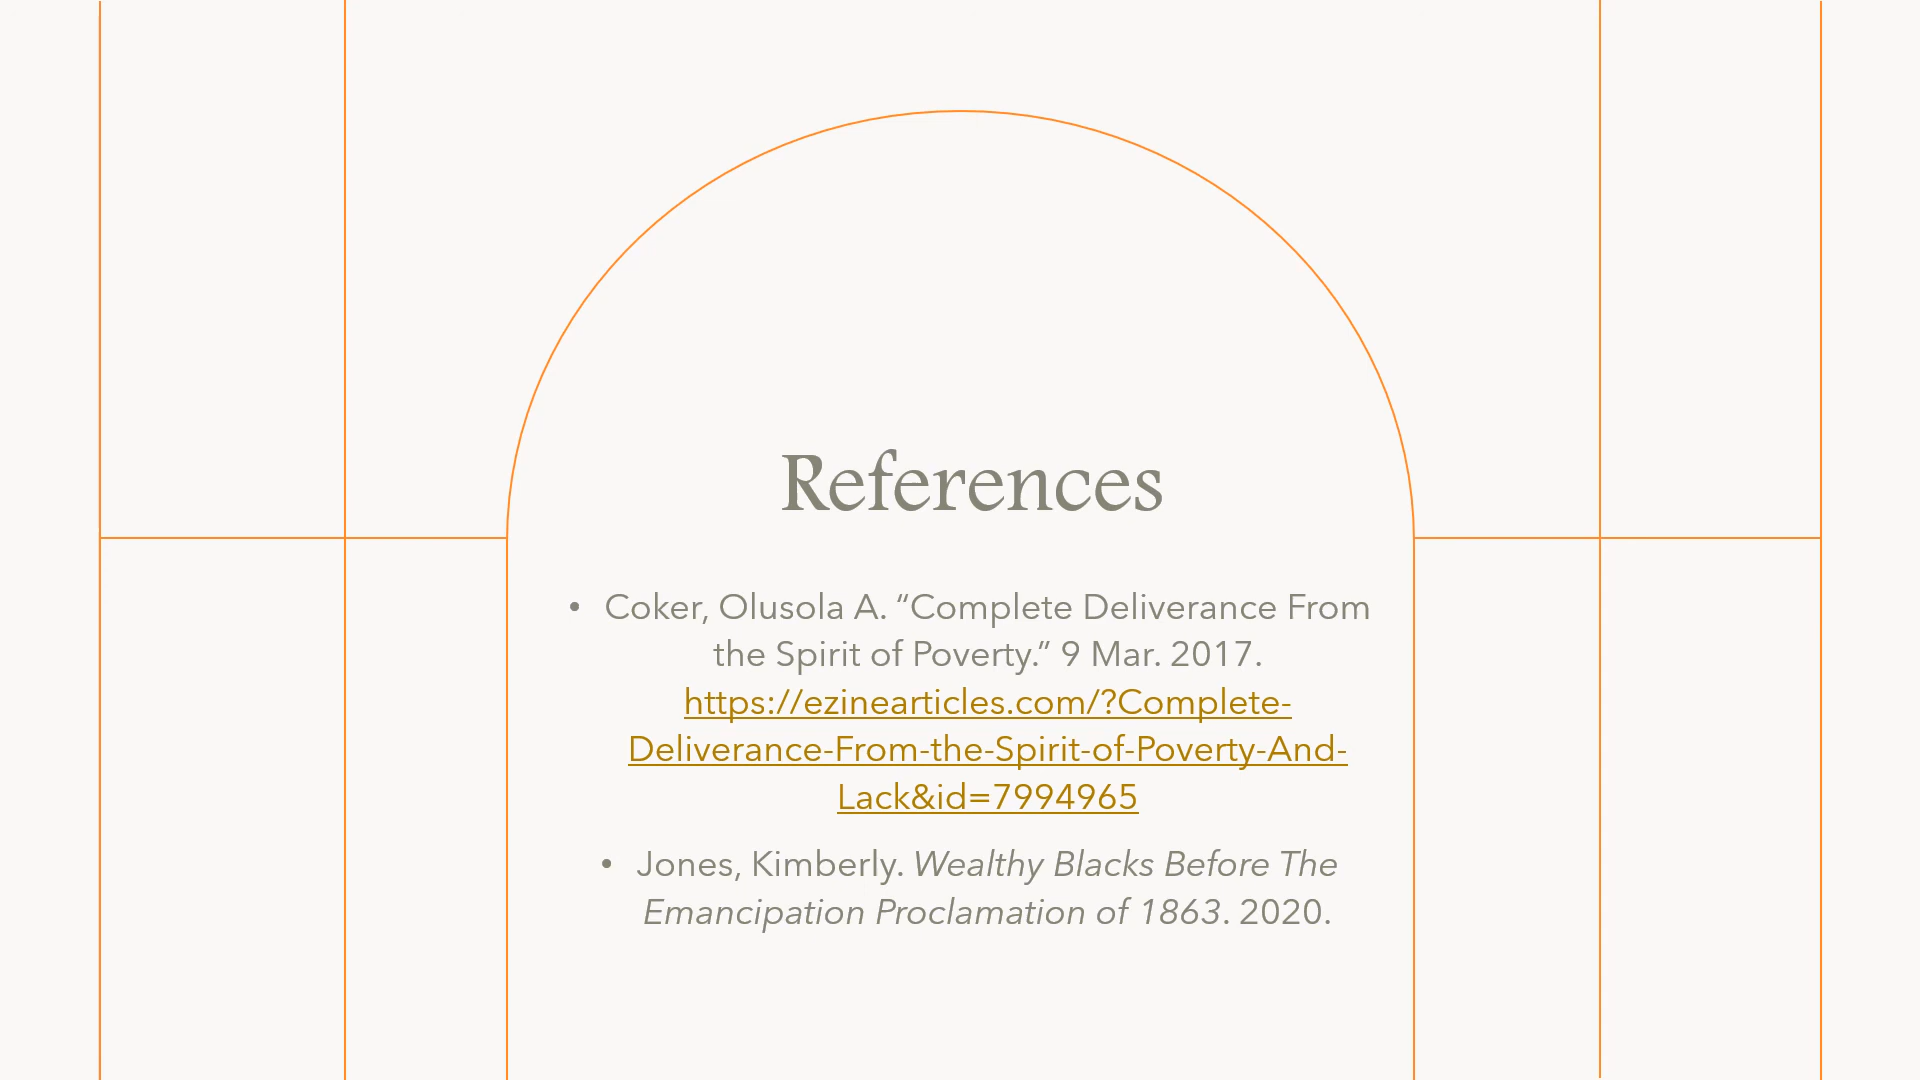 References
• Coker, Olusola A. “Complete Deliverance From
the Spirit of Poverty.” 9 Mar. 2017.
https://ezinearticles.com/?Complete-
Deliverance-From-the-Spirit-of-Poverty-And-
Lack&id=7994965
• Jones, Kimberly. Wealthy Blacks Before The
Emancipation Proclamation of 1863. 2020.